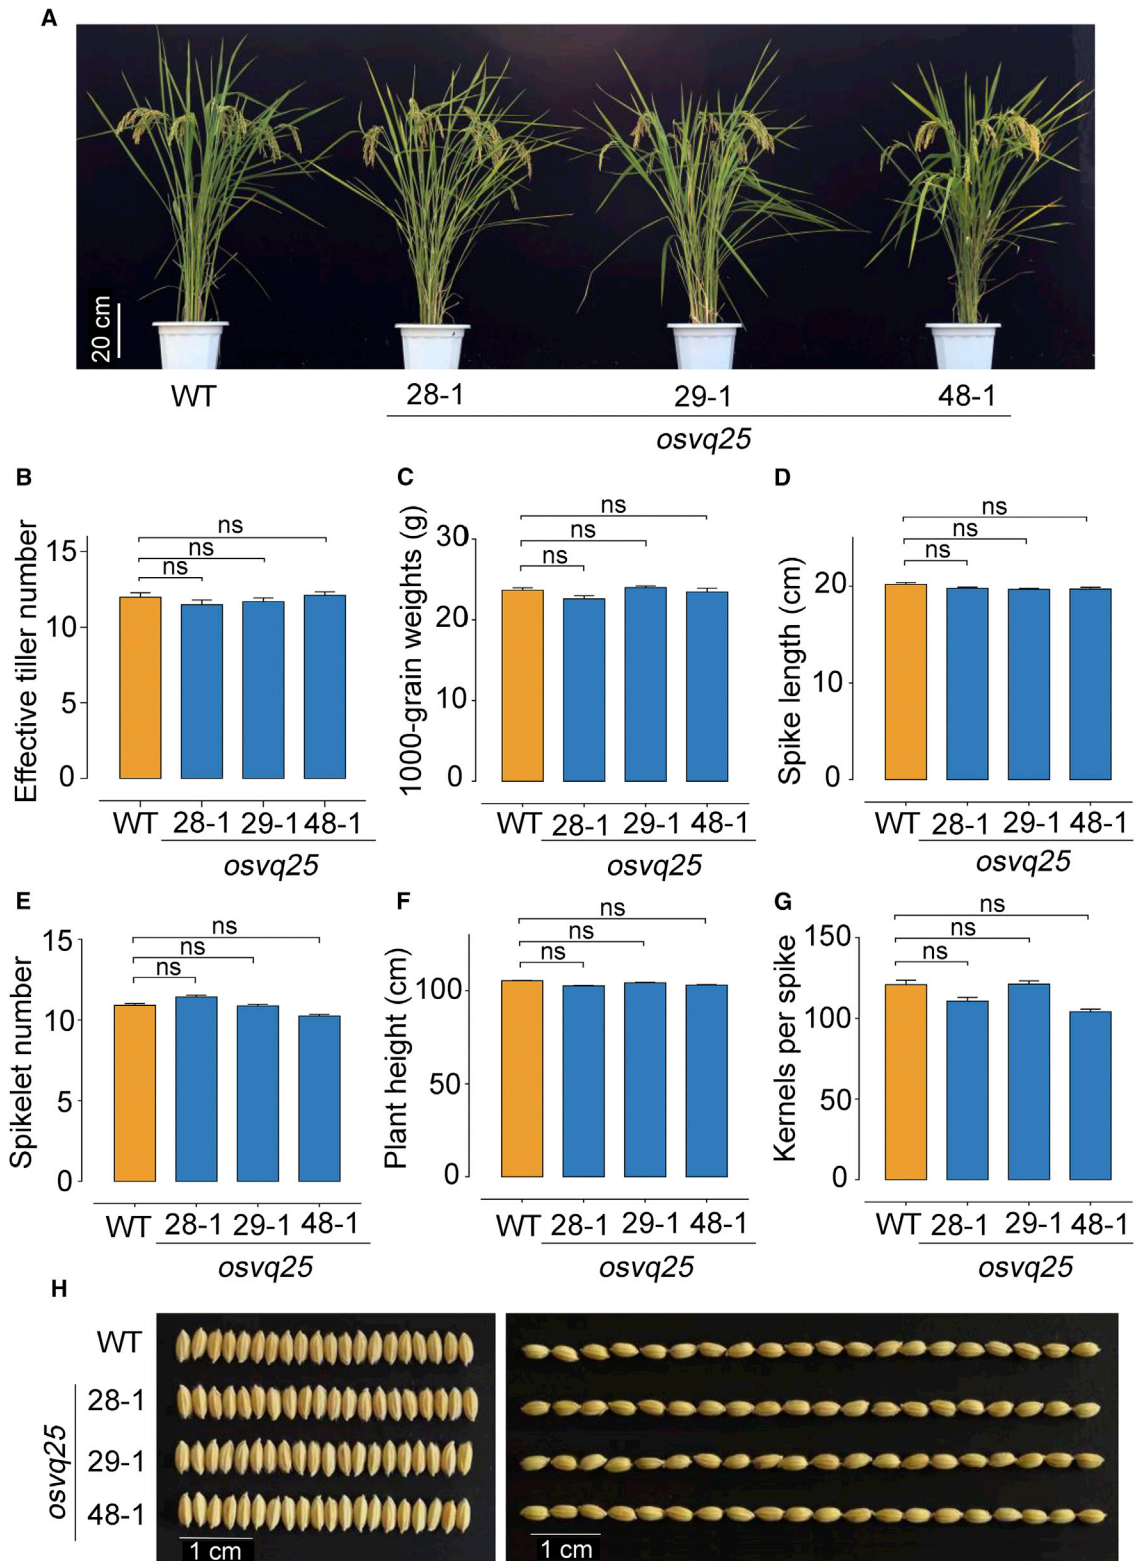 A
20 cm
WT 28-1 29-1 48-1
osvq25
B
Effective tiller number
15
10
5
0
ns
ns
ns
WT 28-1 29-1 48-1
osvq25
C
1000-grain weights (g)
30
20
10
0
ns
ns
ns
WT 28-1 29-1 48-1
osvq25
D
Spike length (cm)
20
10
0
ns
ns
ns
WT 28-1 29-1 48-1
osvq25
E
Spikelet number
15
10
5
0
ns
ns
ns
WT 28-1 29-1 48-1
osvq25
F
Plant height (cm)
100
50
0
ns
ns
ns
WT 28-1 29-1 48-1
osvq25
G
Kernels per spike
150
100
50
0
ns
ns
ns
WT 28-1 29-1 48-1
osvq25
H
WT
28-1
29-1
48-1
osvq25
1 cm
1 cm